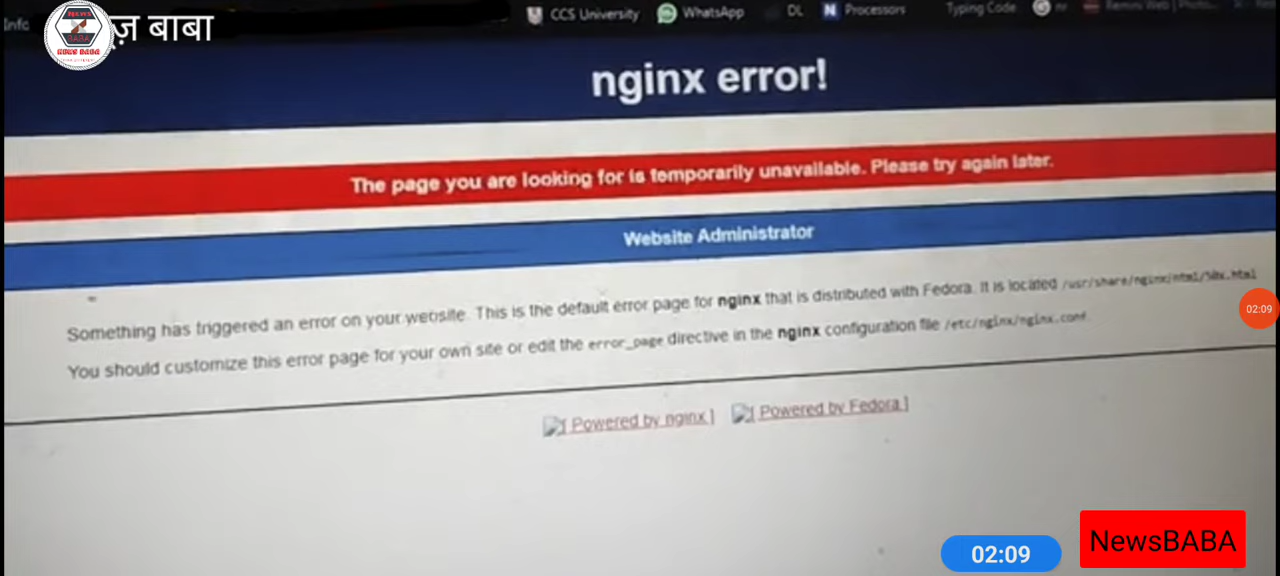 Info
CCS University WhatsApp DL Processors Typing Code
ज़ बाबा
NEWS
BABA
nginx error!
The page you are looking for is temporarily unavailable. Please try again later.
Website Administrator
Something has triggered an error on your website. This is the default error page for nginx that is distributed with Fedora. It is located /usr/share/nginx/html/50x.html
You should customize this error page for your own site or edit the error_page directive in the nginx configuration file /etc/nginx/nginx.conf.
[ Powered by nginx ] [ Powered by Fedora ]
02:09
02:09
NewsBABA